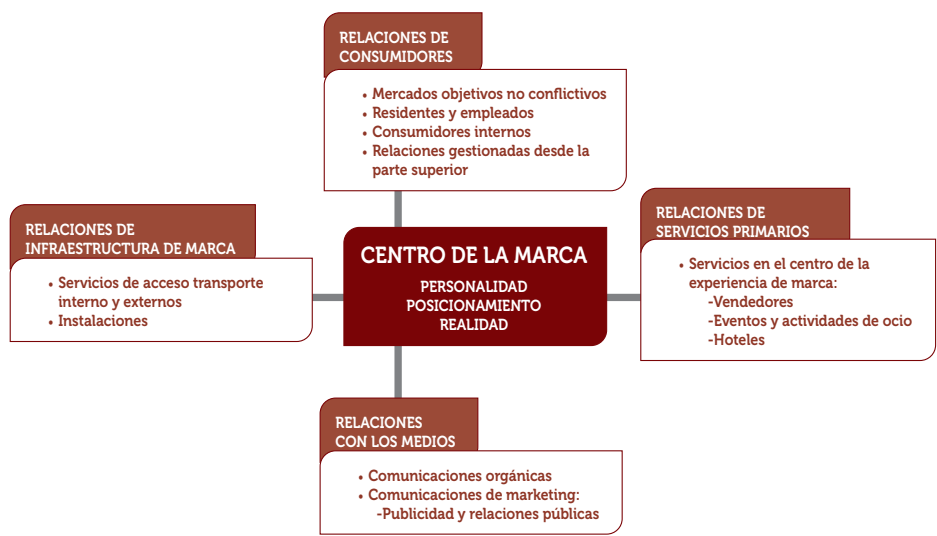 RELACIONES DE
CONSUMIDORES
• Mercados objetivos no conflictivos
• Residentes y empleados
• Consumidores internos
• Relaciones gestionadas desde la
parte superior
RELACIONES DE
INFRAESTRUCTURA DE MARCA
• Servicios de acceso transporte
interno y externos
• Instalaciones
CENTRO DE LA MARCA
PERSONALIDAD
POSICIONAMIENTO
REALIDAD
RELACIONES DE
SERVICIOS PRIMARIOS
• Servicios en el centro de la
experiencia de marca:
-Vendedores
-Eventos y actividades de ocio
-Hoteles
RELACIONES
CON LOS MEDIOS
• Comunicaciones orgánicas
• Comunicaciones de marketing:
-Publicidad y relaciones públicas